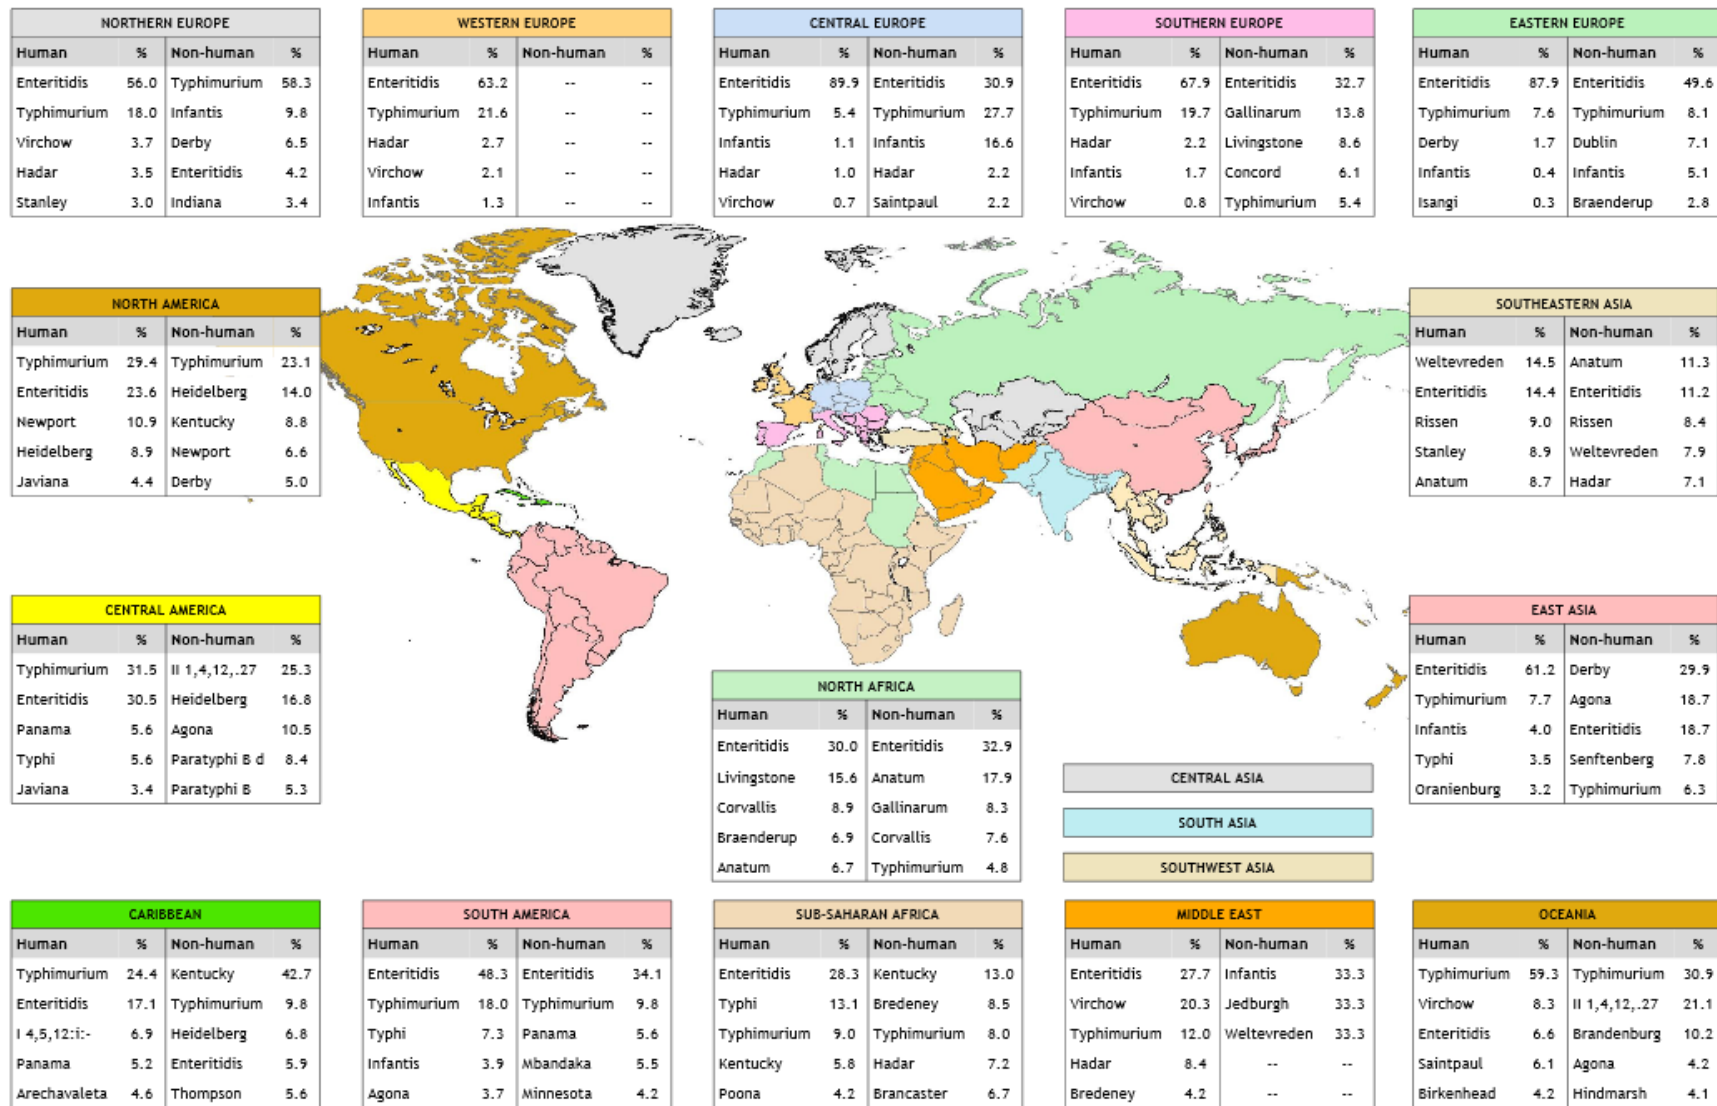 NORTHERN EUROPE
Human % Non-human %
Enteritidis 56.0 Typhimurium 58.3
Typhimurium 18.0 Infantis 9.8
Virchow 3.7 Derby 6.5
Hadar 3.5 Enteritidis 4.2
Stanley 3.0 Indiana 3.4
WESTERN EUROPE
Human % Non-human %
Enteritidis 63.2 -- --
Typhimurium 21.6 -- --
Hadar 2.7 -- --
Virchow 2.1 -- --
Infantis 1.3 -- --
CENTRAL EUROPE
Human % Non-human %
Enteritidis 89.9 Enteritidis 30.9
Typhimurium 5.4 Typhimurium 27.7
Infantis 1.1 Infantis 16.6
Hadar 1.0 Hadar 2.2
Virchow 0.7 Saintpaul 2.2
SOUTHERN EUROPE
Human % Non-human %
Enteritidis 67.9 Enteritidis 32.7
Typhimurium 19.7 Gallinarum 13.8
Hadar 2.2 Livingstone 8.6
Infantis 1.7 Concord 6.1
Virchow 0.8 Typhimurium 5.4
EASTERN EUROPE
Human % Non-human %
Enteritidis 87.9 Enteritidis 49.6
Typhimurium 7.6 Typhimurium 8.1
Derby 1.7 Dublin 7.1
Infantis 0.4 Infantis 5.1
Isangi 0.3 Braenderup 2.8
NORTH AMERICA
Human % Non-human %
Typhimurium 29.4 Typhimurium 23.1
Enteritidis 23.6 Heidelberg 14.0
Newport 10.9 Kentucky 8.8
Heidelberg 8.9 Newport 6.6
Javiana 4.4 Derby 5.0
SOUTHEASTERN ASIA
Human % Non-human %
Weltevreden 14.5 Anatum 11.3
Enteritidis 14.4 Enteritidis 11.2
Rissen 9.0 Rissen 8.4
Stanley 8.9 Weltevreden 7.9
Anatum 8.7 Hadar 7.1
CENTRAL AMERICA
Human % Non-human %
Typhimurium 31.5 II 1,4,12,.27 25.3
Enteritidis 30.5 Heidelberg 16.8
Panama 5.6 Agona 10.5
Typhi 5.6 Paratyphi B d 8.4
Javiana 3.4 Paratyphi B 5.3
EAST ASIA
Human % Non-human %
Enteritidis 61.2 Derby 29.9
Typhimurium 7.7 Agona 18.7
Infantis 4.0 Enteritidis 18.7
Typhi 3.5 Senftenberg 7.8
Oranienburg 3.2 Typhimurium 6.3
NORTH AFRICA
Human % Non-human %
Enteritidis 30.0 Enteritidis 32.9
Livingstone 15.6 Anatum 17.9
Corvallis 8.9 Gallinarum 8.3
Braenderup 6.9 Corvallis 7.6
Anatum 6.7 Typhimurium 4.8
CENTRAL ASIA
SOUTH ASIA
SOUTHWEST ASIA
CARIBBEAN
Human % Non-human %
Typhimurium 24.4 Kentucky 42.7
Enteritidis 17.1 Typhimurium 9.8
I 4,5,12:i:- 6.9 Heidelberg 6.8
Panama 5.2 Enteritidis 5.9
Arechavaleta 4.6 Thompson 5.6
SOUTH AMERICA
Human % Non-human %
Enteritidis 48.3 Enteritidis 34.1
Typhimurium 18.0 Typhimurium 9.8
Typhi 7.3 Panama 5.6
Infantis 3.9 Mbandaka 5.5
Agona 3.7 Minnesota 4.2
SUB-SAHARAN AFRICA
Human % Non-human %
Enteritidis 28.3 Kentucky 13.0
Typhi 13.1 Bredeney 8.5
Typhimurium 9.0 Typhimurium 8.0
Kentucky 5.8 Hadar 7.2
Poona 4.2 Brancaster 6.7
MIDDLE EAST
Human % Non-human %
Enteritidis 27.7 Infantis 33.3
Virchow 20.3 Jedburgh 33.3
Typhimurium 12.0 Weltevreden 33.3
Hadar 8.4 -- --
Bredeney 4.2 -- --
OCEANIA
Human % Non-human %
Typhimurium 59.3 Typhimurium 30.9
Virchow 8.3 II 1,4,12,.27 21.1
Enteritidis 6.6 Brandenburg 10.2
Saintpaul 6.1 Agona 4.2
Birkenhead 4.2 Hindmarsh 4.1